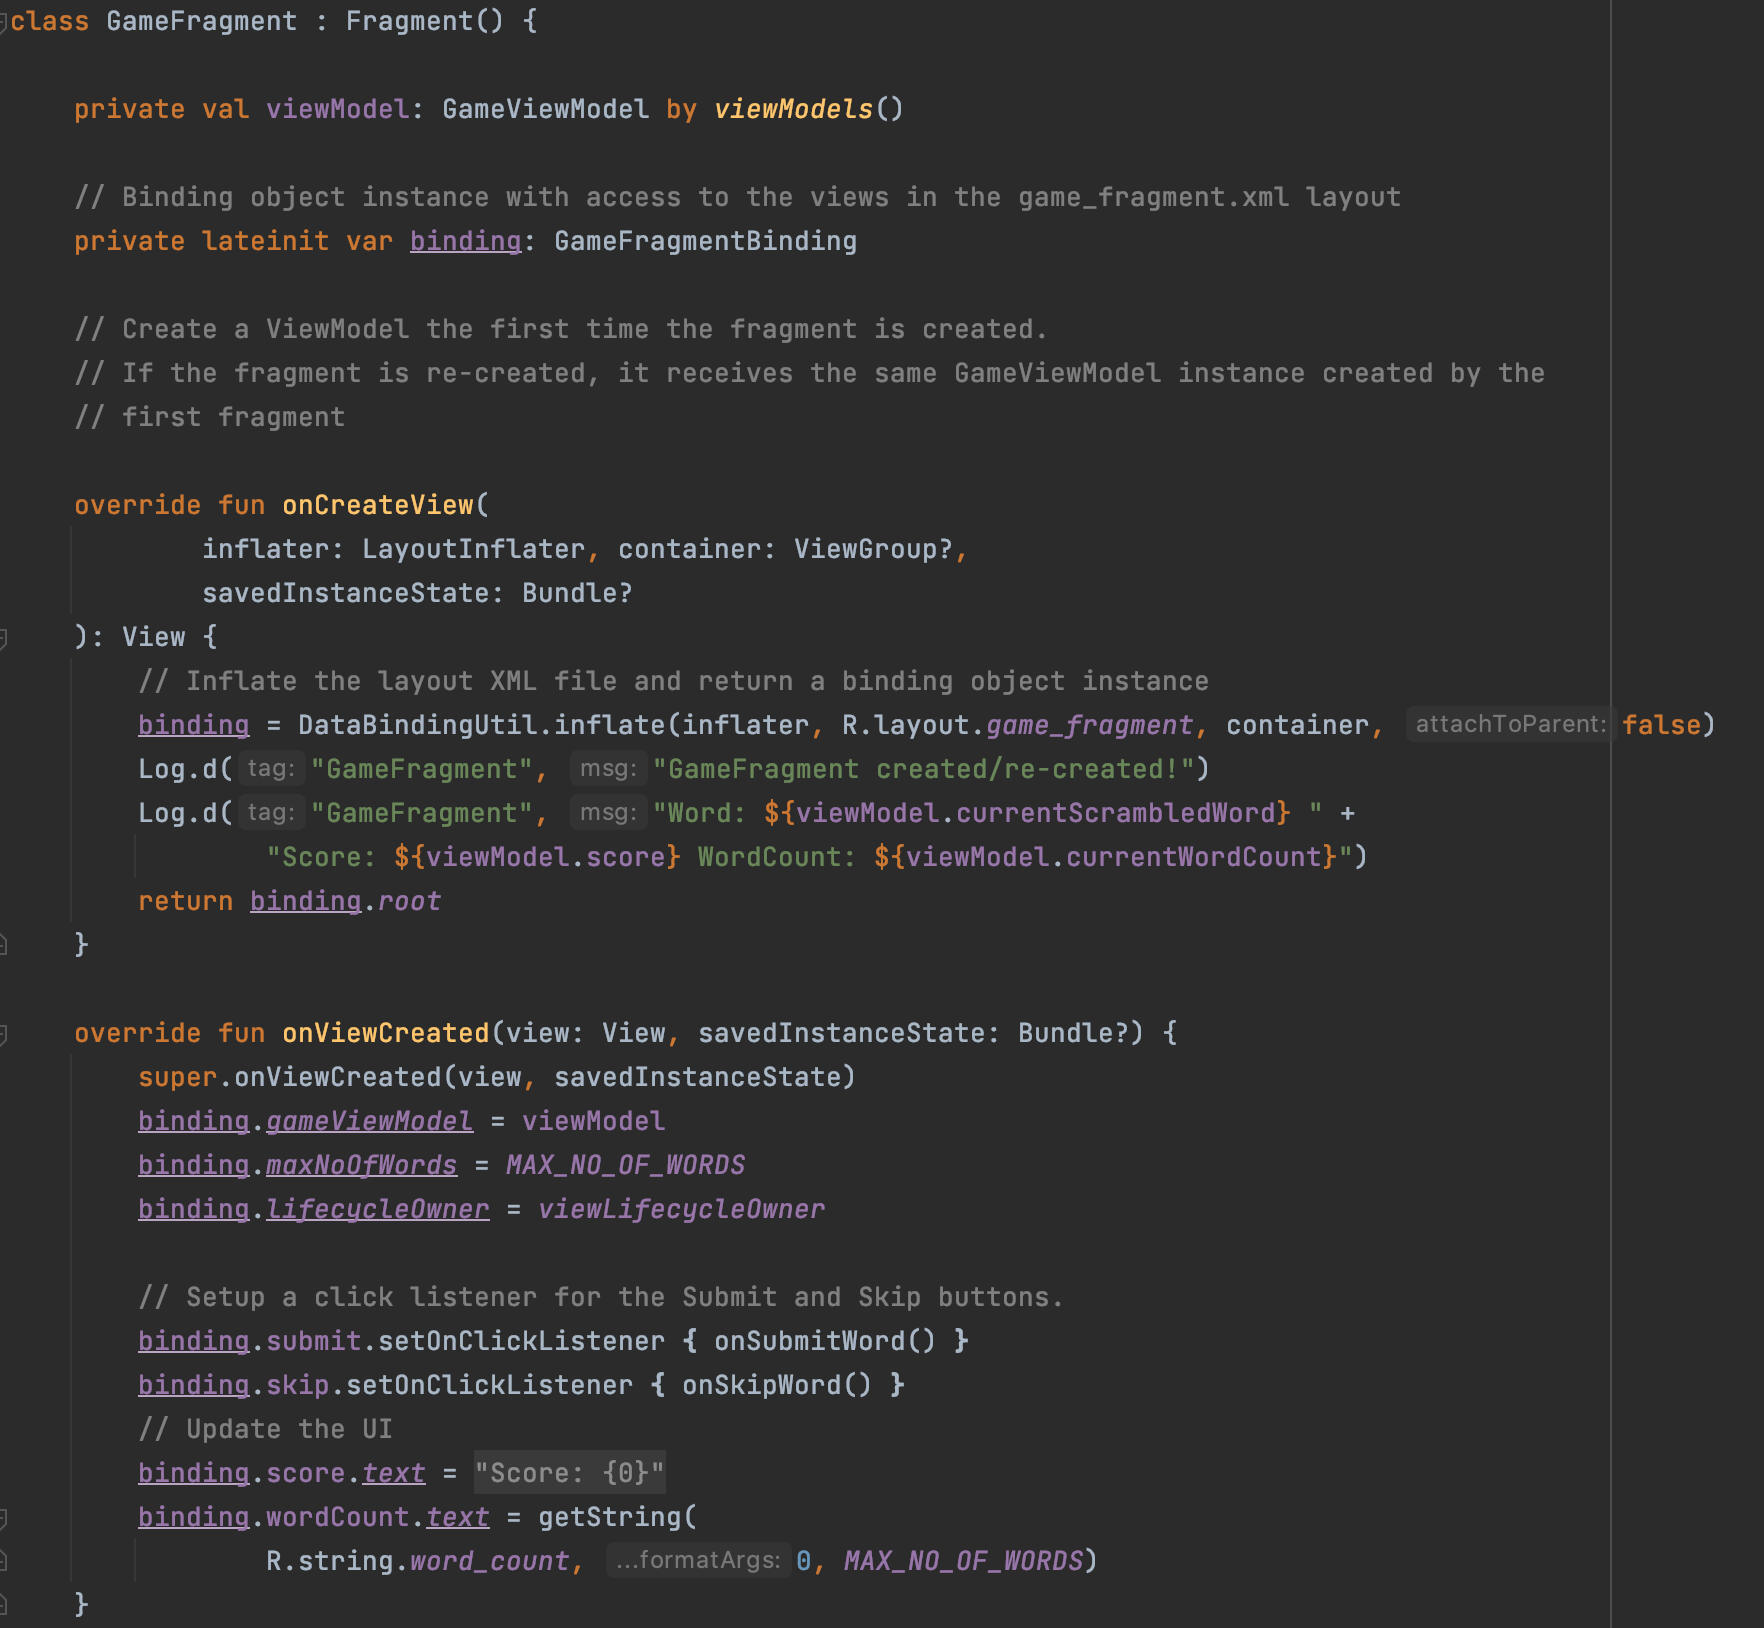 class GameFragment : Fragment() {
private val viewModel: GameViewModel by viewModels()
// Binding object instance with access to the views in the game_fragment.xml layout
private lateinit var binding: GameFragmentBinding
// Create a ViewModel the first time the fragment is created.
// If the fragment is re-created, it receives the same GameViewModel instance created by the
// first fragment
override fun onCreateView(
inflater: LayoutInflater, container: ViewGroup?,
savedInstanceState: Bundle?
): View {
// Inflate the layout XML file and return a binding object instance
binding = DataBindingUtil.inflate(inflater, R.layout.game_fragment, container, attachToParent: false)
Log.d( tag: "GameFragment", msg: "GameFragment created/re-created!")
Log.d( tag: "GameFragment", msg: "Word: ${viewModel.currentScrambledWord} " +
"Score: ${viewModel.score} WordCount: ${viewModel.currentWordCount}")
return binding.root
}
override fun onViewCreated(view: View, savedInstanceState: Bundle?) {
super.onViewCreated(view, savedInstanceState)
binding.gameViewModel = viewModel
binding.maxNoOfWords = MAX_NO_OF_WORDS
binding.lifecycleOwner = viewLifecycleOwner
// Setup a click listener for the Submit and Skip buttons.
binding.submit.setOnClickListener { onSubmitWord() }
binding.skip.setOnClickListener { onSkipWord() }
// Update the UI
binding.score.text = "Score: {0}"
binding.wordCount.text = getString(
R.string.word_count, ...formatArgs: 0, MAX_NO_OF_WORDS)
}